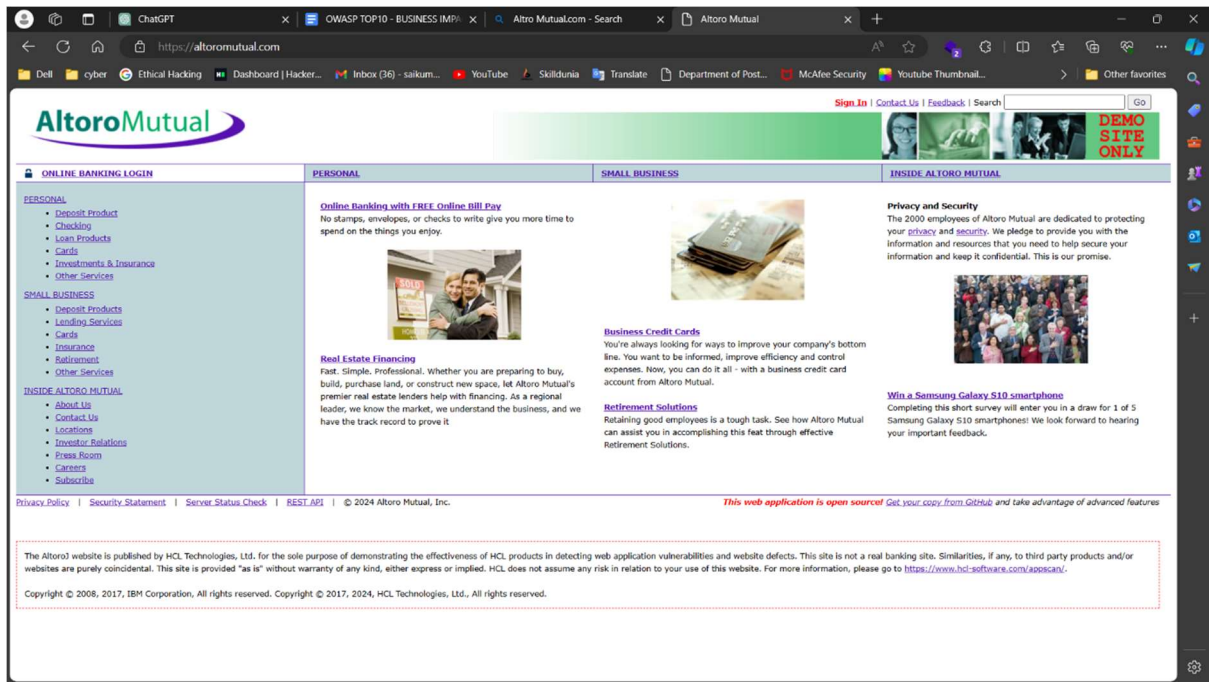 ChatGPT
OWASP TOP10 - BUSINESS IMPA
Altro Mutual.com - Search
Altoro Mutual
https://altoromutual.com
2
Dell
cyber
Ethical Hacking
Dashboard | Hacker...
Inbox (36) - saikum...
YouTube
Skilldunia
Translate
Department of Post...
McAfee Security
Youtube Thumbnail...
Other favorites
Sign In | Contact Us | Feedback | Search
Go
AltoroMutual
DEMO
SITE
ONLY
ONLINE BANKING LOGIN
PERSONAL
SMALL BUSINESS
INSIDE ALTORO MUTUAL
PERSONAL
Deposit Product
Checking
Loan Products
Cards
Investments & Insurance
Other Services
SMALL BUSINESS
Deposit Products
Lending Services
Cards
Insurance
Retirement
Other Services
INSIDE ALTORO MUTUAL
About Us
Contact Us
Locations
Investor Relations
Press Room
Careers
Subscribe
Online Banking with FREE Online Bill Pay
No stamps, envelopes, or checks to write give you more time to
spend on the things you enjoy.
SOLD
Real Estate Financing
Fast. Simple. Professional. Whether you are preparing to buy,
build, purchase land, or construct new space, let Altoro Mutual's
premier real estate lenders help with financing. As a regional
leader, we know the market, we understand the business, and we
have the track record to prove it
Business Credit Cards
You're always looking for ways to improve your company's bottom
line. You want to be informed, improve efficiency and control
expenses. Now, you can do it all - with a business credit card
account from Altoro Mutual.
Retirement Solutions
Retaining good employees is a tough task. See how Altoro Mutual
can assist you in accomplishing this feat through effective
Retirement Solutions.
Privacy and Security
The 2000 employees of Altoro Mutual are dedicated to protecting
your privacy and security. We pledge to provide you with the
information and resources that you need to help secure your
information and keep it confidential. This is our promise.
Win a Samsung Galaxy S10 smartphone
Completing this short survey will enter you in a draw for 1 of 5
Samsung Galaxy S10 smartphones! We look forward to hearing
your important feedback.
Privacy Policy | Security Statement | Server Status Check | REST API | © 2024 Altoro Mutual, Inc.
This web application is open source! Get your copy from GitHub and take advantage of advanced features
The AltoroJ website is published by HCL Technologies, Ltd. for the sole purpose of demonstrating the effectiveness of HCL products in detecting web application vulnerabilities and website defects. This site is not a real banking site. Similarities, if any, to third party products and/or
websites are purely coincidental. This site is provided "as is" without warranty of any kind, either express or implied. HCL does not assume any risk in relation to your use of this website. For more information, please go to https://www.hcl-software.com/appscan/.
Copyright © 2008, 2017, IBM Corporation, All rights reserved. Copyright © 2017, 2024, HCL Technologies, Ltd., All rights reserved.